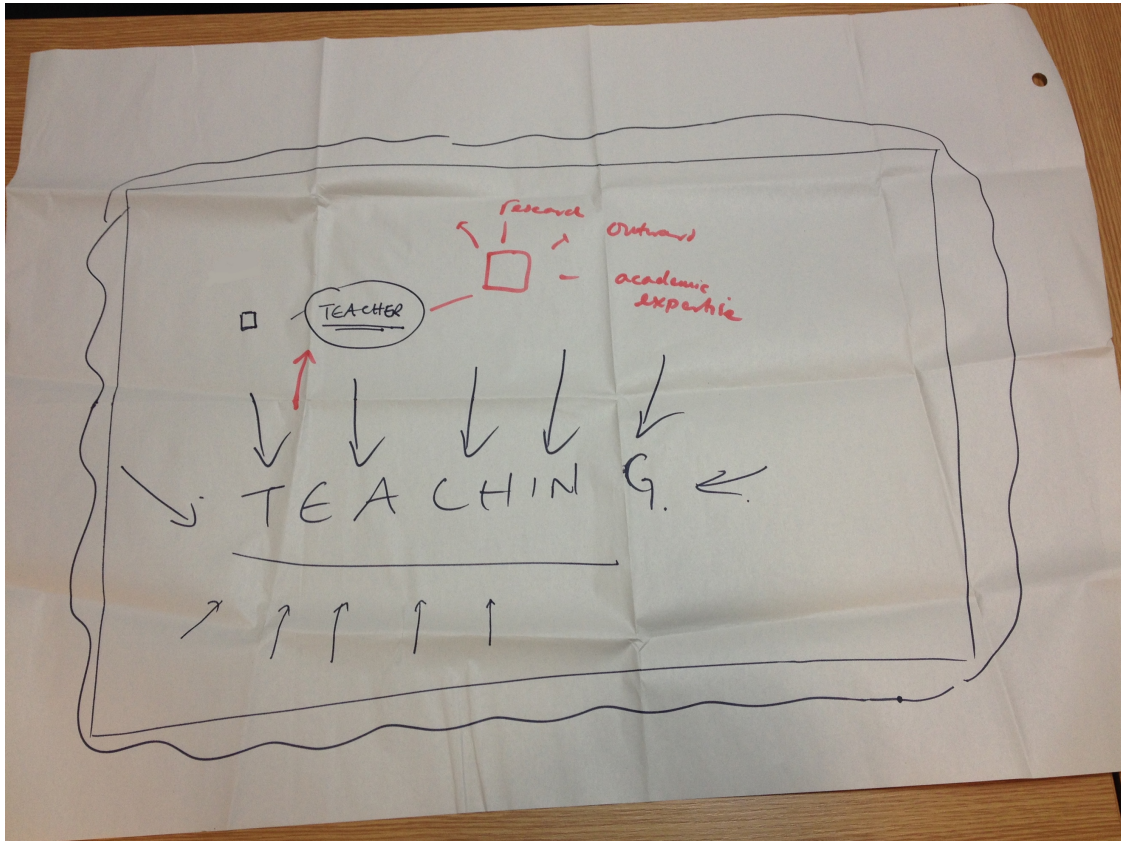 research
outward
academic
expertise
TEACHER
TEACHING.